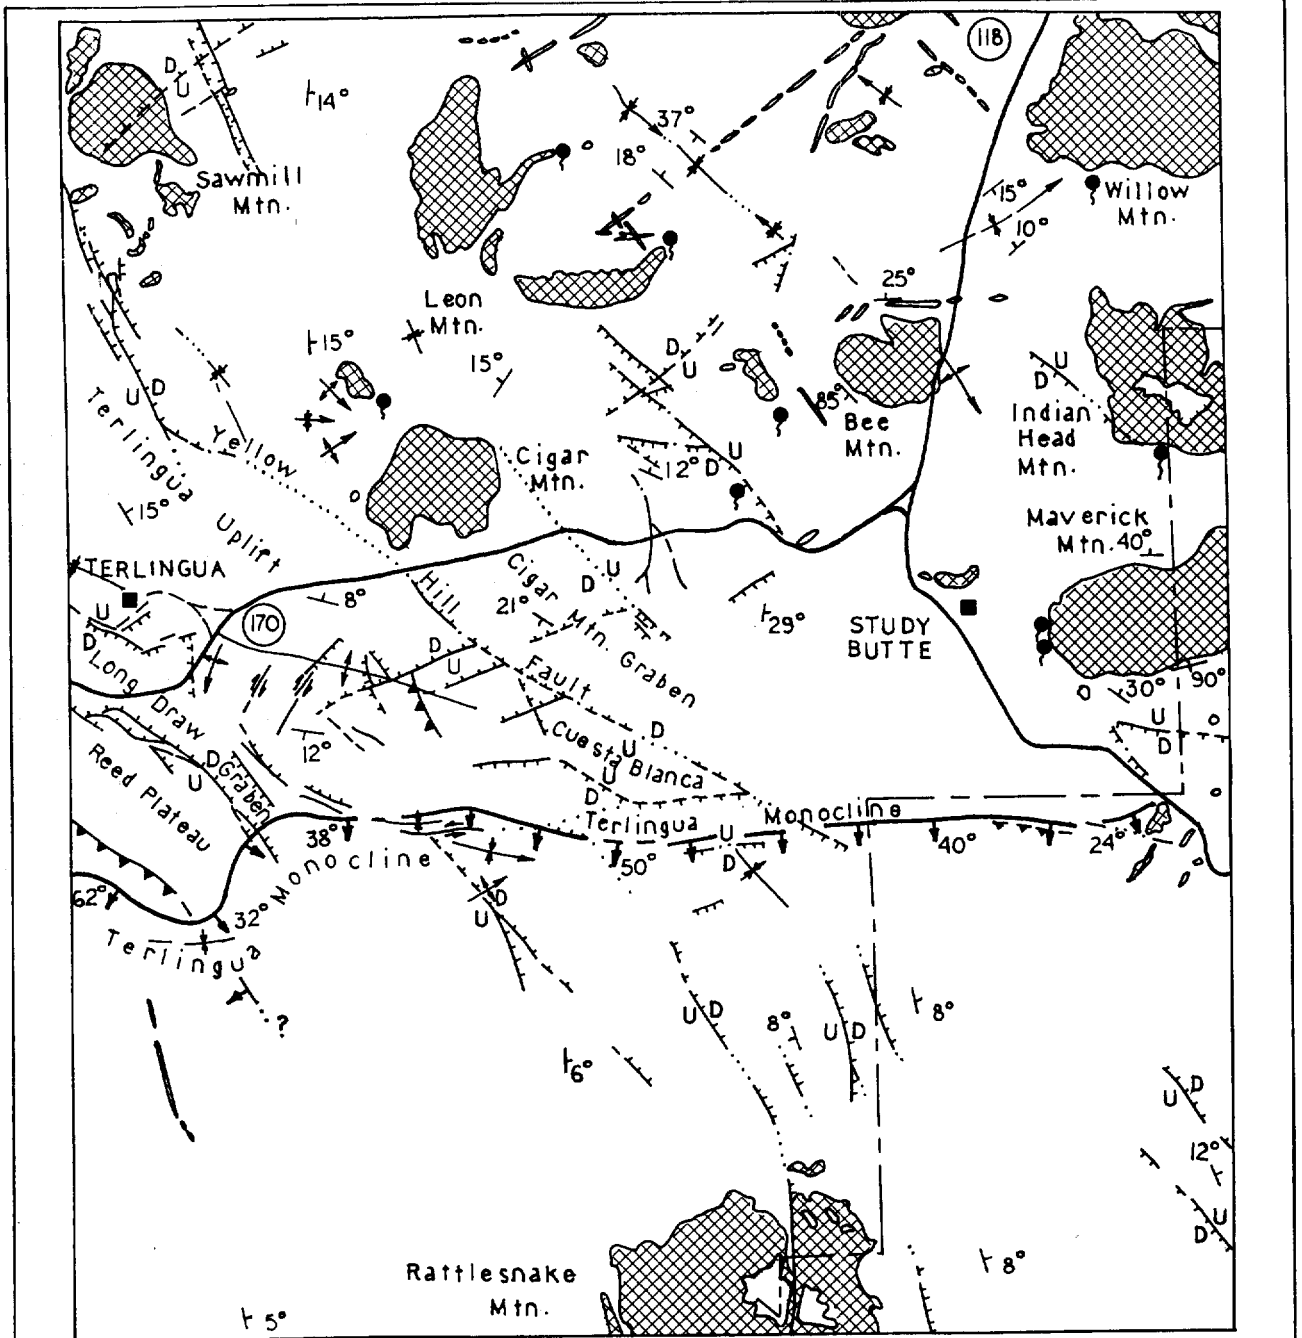 118
D
U
14°
37°
18°
Sawmill
Mtn.
15°
Willow
Mtn.
10°
25°
Leon
Mtn.
15°
15°
D
U
U
D
U
D
85°
Bee
Mtn.
Indian
Head
Mtn.
Terlingua Uplift
Yellow Hill Fault
Cigar
Mtn.
U
12°
D
15°
Maverick
Mtn.
40°
TERLINGUA
U
D
8°
170
Cigar Mtn. Graben
U
D
21°
29°
STUDY
BUTTE
Long Draw Graben
D
U
30°
90°
U
D
12°
D
U
Cuesta Blanca
D
U
Reed Plateau
D
U
U
D
Terlingua Monocline
38°
50°
U
D
40°
24°
62°
32°
Terlingua Monocline
D
U
?
U
D
8°
U
D
8°
6°
D
U
12°
U
D
Rattlesnake
Mtn.
8°
5°